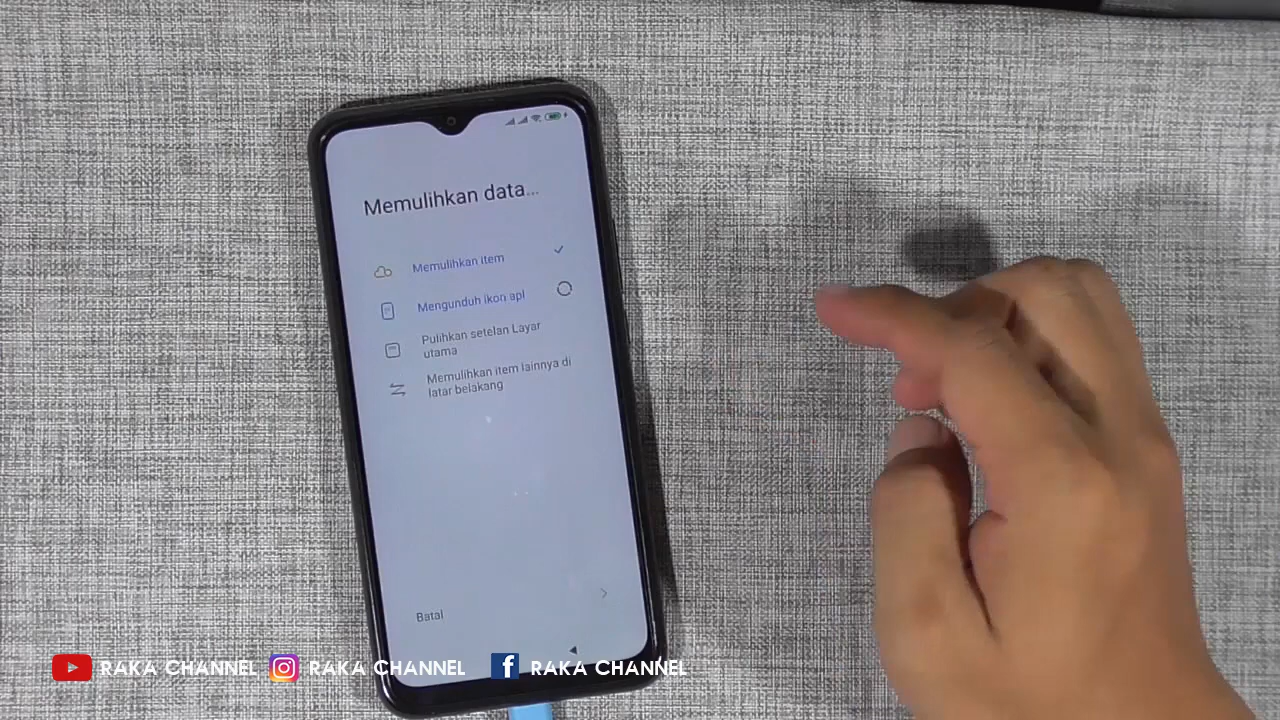 Memulihkan data...
Memulihkan item
Mengunduh ikon apl
Pulihkan setelan Layar
utama
Memulihkan item lainnya di
latar belakang
Batal
RAKA CHANNEL RAKA CHANNEL RAKA CHANNEL